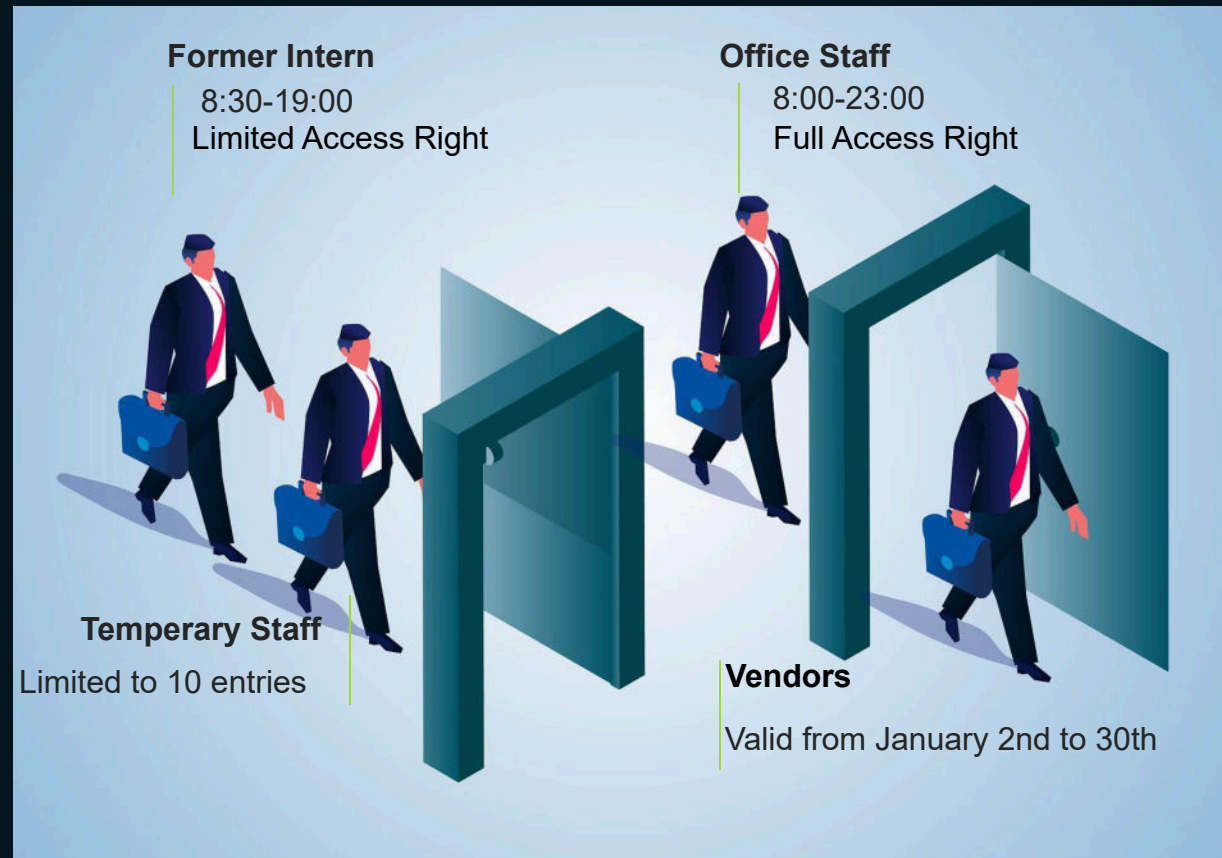 Former Intern
8:30-19:00
Limited Access Right
Office Staff
8:00-23:00
Full Access Right
Temperary Staff
Limited to 10 entries
Vendors
Valid from January 2nd to 30th